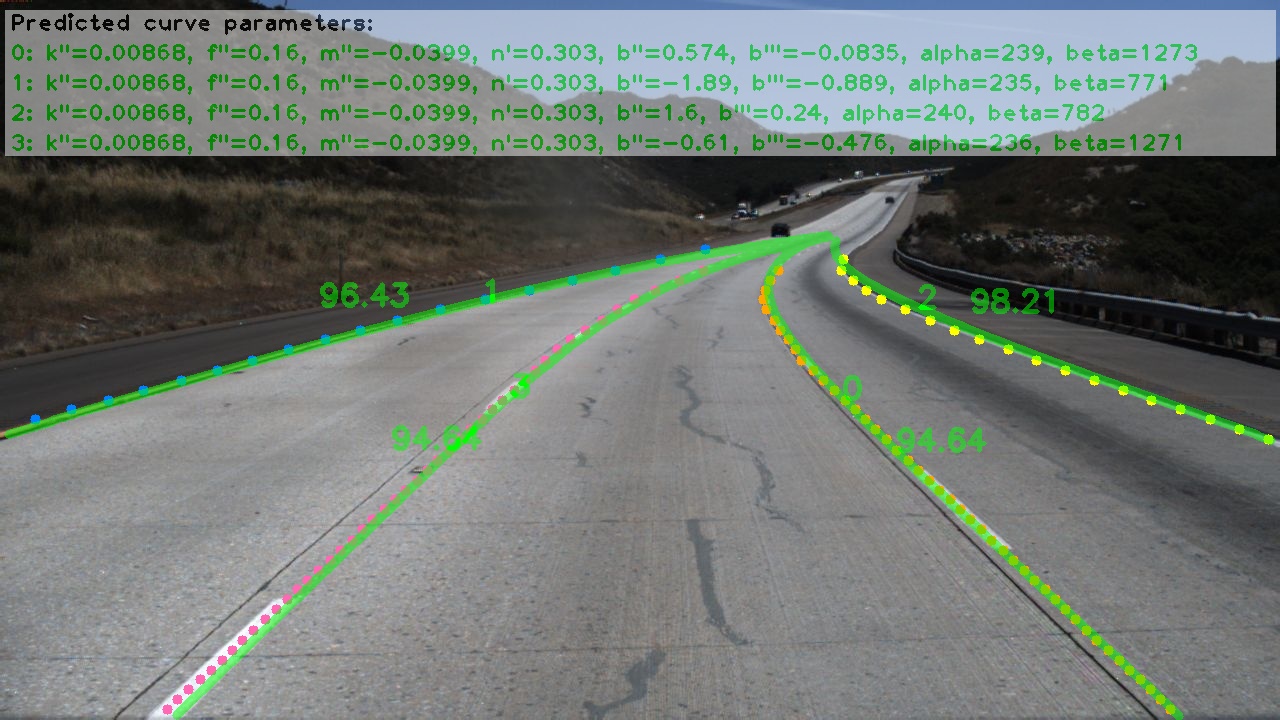 Predicted curve parameters:
0: k''=0.00868, f''=0.16, m''=-0.0399, n'=0.303, b''=0.574, b'''=-0.0835, alpha=239, beta=1273
1: k''=0.00868, f''=0.16, m''=-0.0399, n'=0.303, b''=-1.89, b'''=-0.889, alpha=235, beta=771
2: k''=0.00868, f''=0.16, m''=-0.0399, n'=0.303, b''=1.6, b'''=0.24, alpha=240, beta=782
3: k''=0.00868, f''=0.16, m''=-0.0399, n'=0.303, b''=-0.61, b'''=-0.476, alpha=236, beta=1271
96.43 1 2 98.21
3 0
94.64 94.64